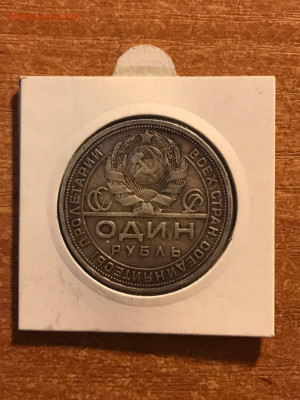 ПРОЛЕТАРИИ ВСЕХ СТРАН СОЕДИНЯЙТЕСЬ
ОДИН
РУБЛЬ